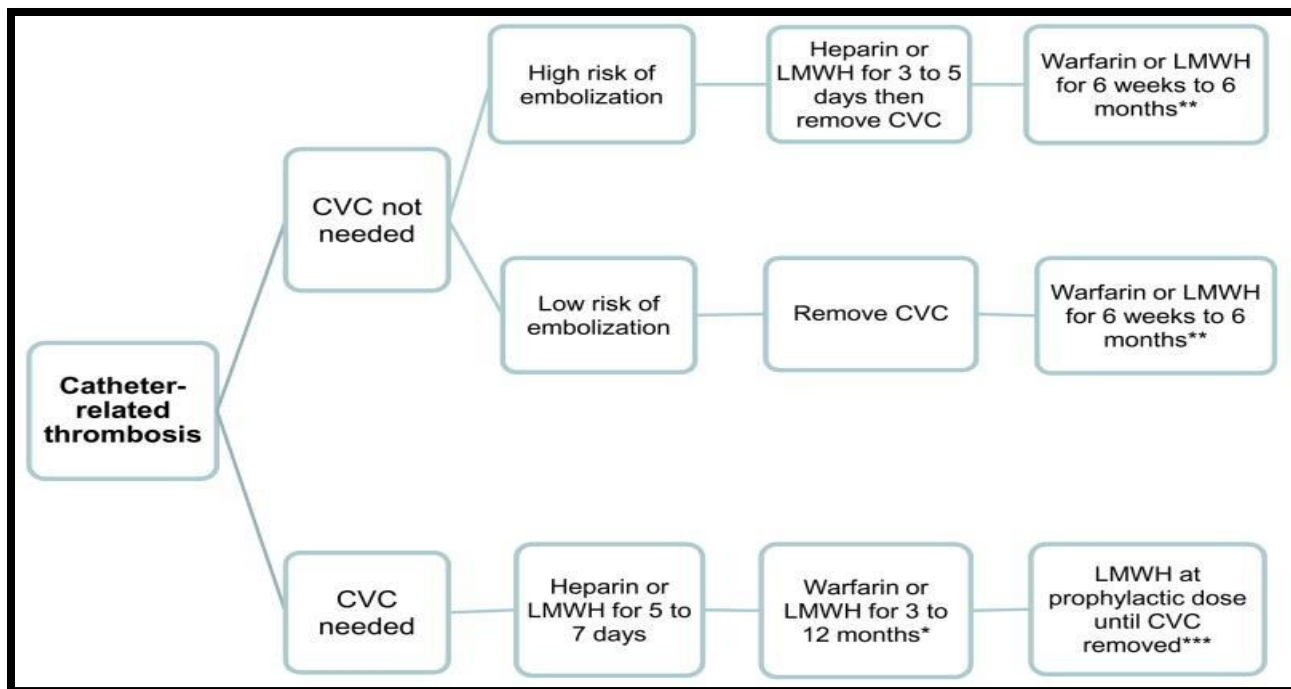 Catheter-
related
thrombosis
CVC not
needed
High risk of
embolization
Heparin or
LMWH for 3 to 5
days then
remove CVC
Warfarin or LMWH
for 6 weeks to 6
months**
Low risk of
embolization
Remove CVC
Warfarin or LMWH
for 6 weeks to 6
months**
CVC
needed
Heparin or
LMWH for 5 to
7 days
Warfarin or
LMWH for 3 to
12 months*
LMWH at
prophylactic dose
until CVC
removed***